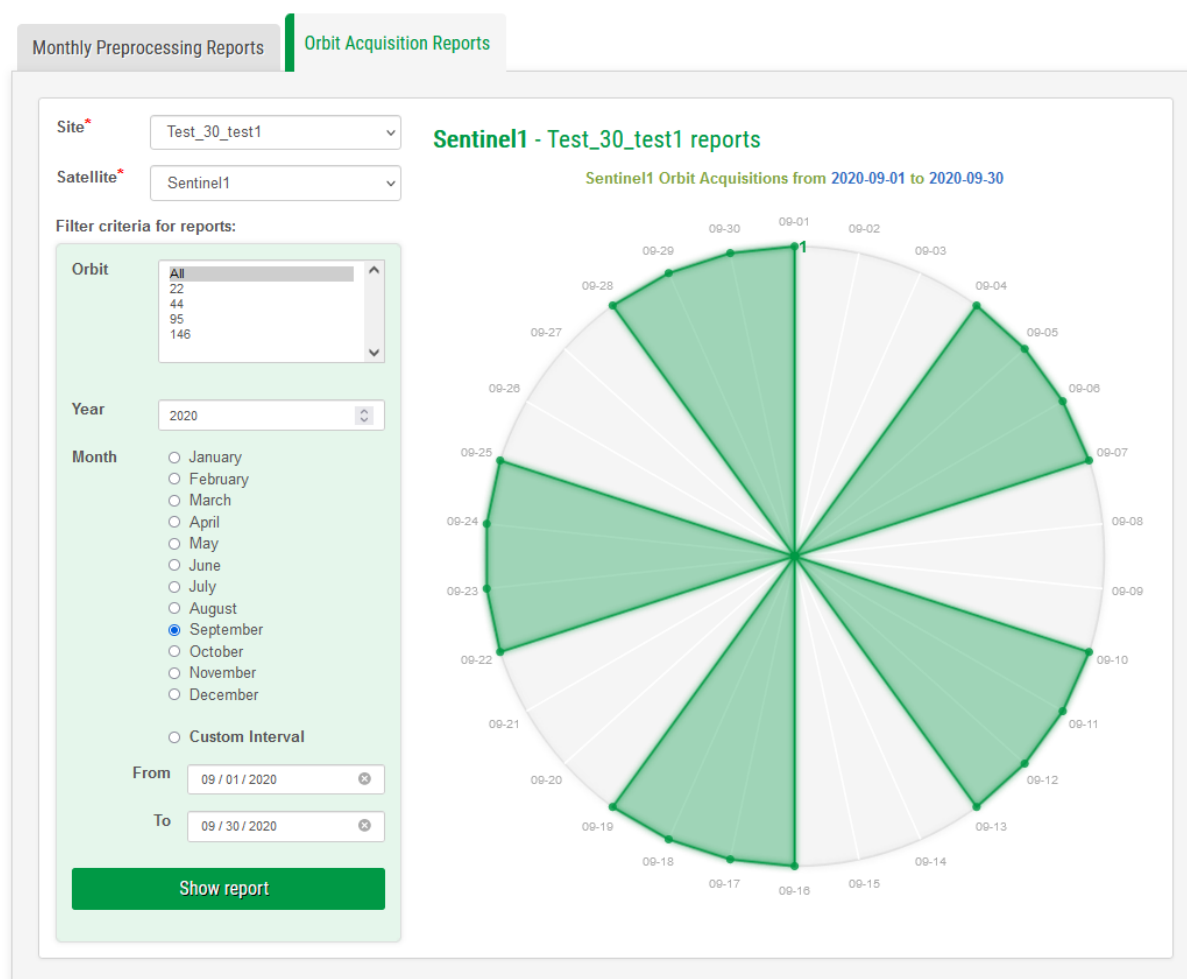 Monthly Preprocessing Reports
Orbit Acquisition Reports
Site*
Test_30_test1
Satellite*
Sentinel1
Filter criteria for reports:
Orbit
All
22
44
95
146
Year
2020
Month
January
February
March
April
May
June
July
August
September
October
November
December
Custom Interval
From
09 / 01 / 2020
To
09 / 30 / 2020
Show report
Sentinel1 - Test_30_test1 reports
Sentinel1 Orbit Acquisitions from 2020-09-01 to 2020-09-30
1
09-01
09-02
09-03
09-04
09-05
09-06
09-07
09-08
09-09
09-10
09-11
09-12
09-13
09-14
09-15
09-16
09-17
09-18
09-19
09-20
09-21
09-22
09-23
09-24
09-25
09-26
09-27
09-28
09-29
09-30